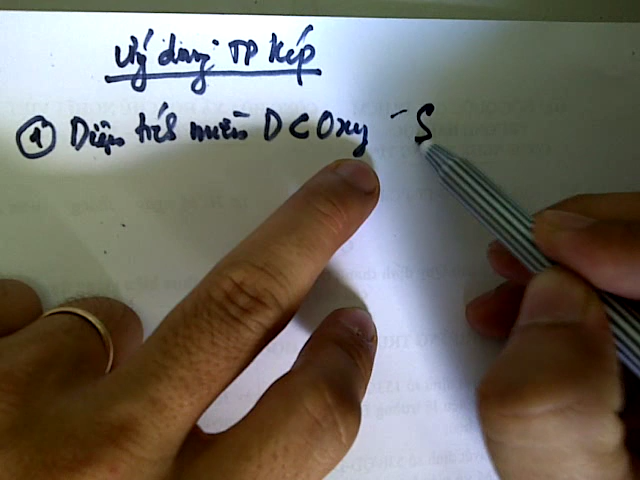 Ứng dụng TP kép
① Diện tích miền D ⊂ Oxy - S